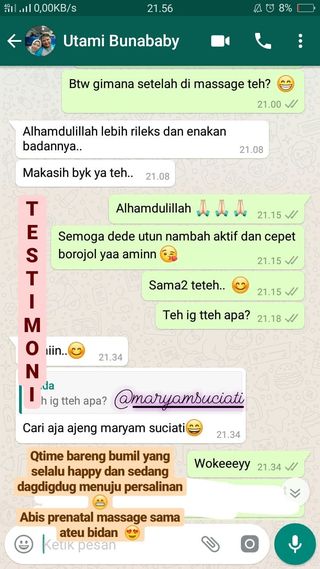 0,00KB/s
21.56
8%
Utami Bunababy
Btw gimana setelah di massage teh? 😁
21.00
Alhamdulillah lebih rileks dan enakan
badannya..
21.08
Makasih byk ya teh..
21.08
Alhamdulillah 🙏🏻🙏🏻🙏🏻
21.15
Semoga dede utun nambah aktif dan cepet
borojol yaa aminn 😘
21.15
Sama2 teteh.. 😊
21.15
Teh ig tteh apa?
21.18
TESTIMONI
iin..😊
21.34
da
h ig tteh apa?
@maryamsuciati
Cari aja ajeng maryam suciati😄
21.34
Wokeeeyy
21.34
Qtime bareng bumil yang
selalu happy dan sedang
dagdigdug menuju persalinan
😁
Abis prenatal massage sama
ateu bidan 😍
Ketik pesan